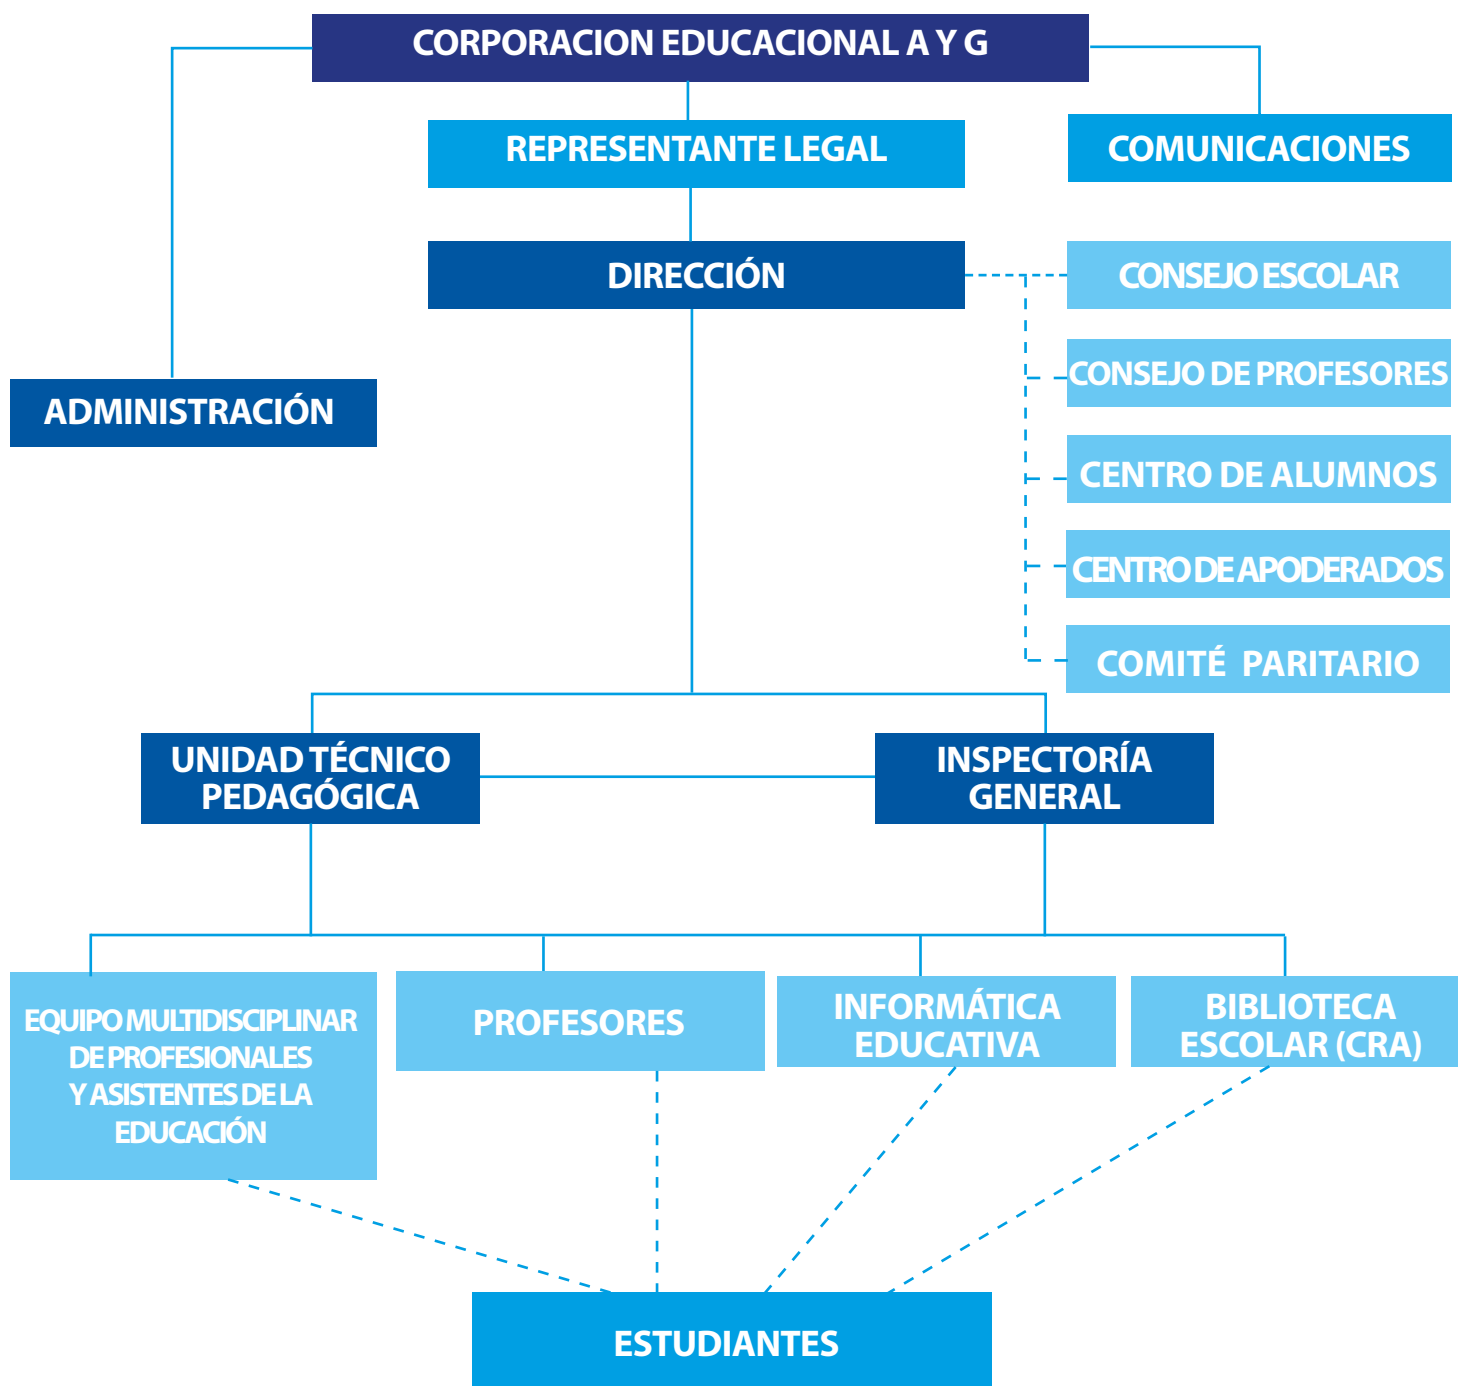 CORPORACION EDUCACIONAL A Y G
REPRESENTANTE LEGAL
COMUNICACIONES
DIRECCIÓN
CONSEJO ESCOLAR
CONSEJO DE PROFESORES
ADMINISTRACIÓN
CENTRO DE ALUMNOS
CENTRO DE APODERADOS
COMITÉ PARITARIO
UNIDAD TÉCNICO
PEDAGÓGICA
INSPECTORÍA
GENERAL
EQUIPO MULTIDISCIPLINAR
DE PROFESIONALES
Y ASISTENTES DE LA
EDUCACIÓN
PROFESORES
INFORMÁTICA
EDUCATIVA
BIBLIOTECA
ESCOLAR (CRA)
ESTUDIANTES